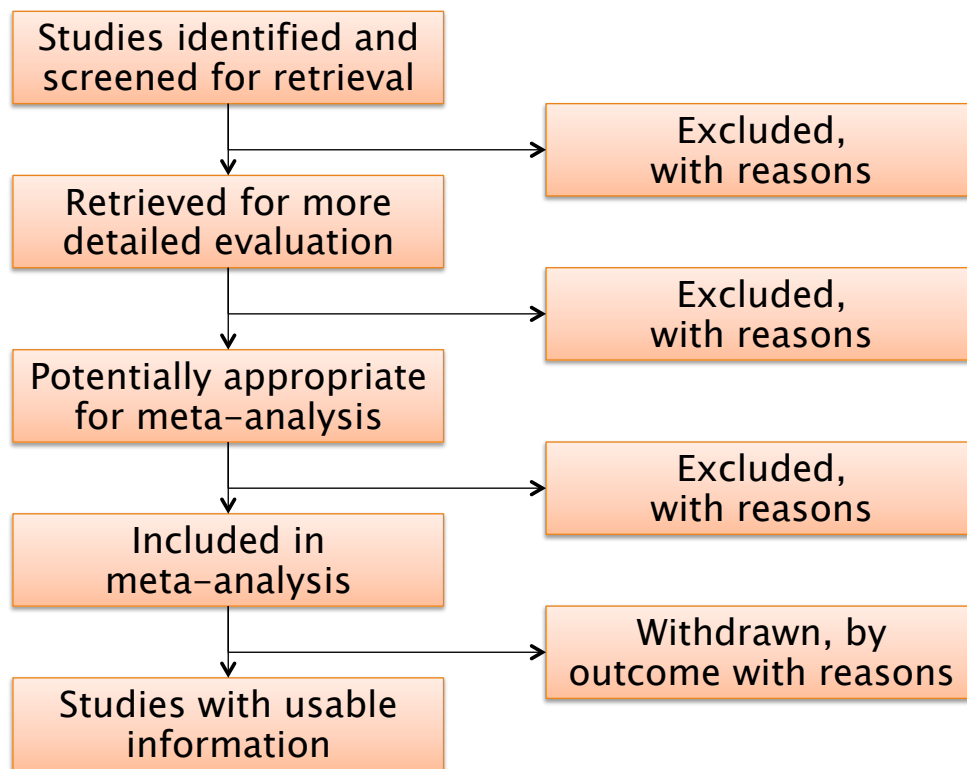 Studies identified and
screened for retrieval
Excluded,
with reasons
Retrieved for more
detailed evaluation
Excluded,
with reasons
Potentially appropriate
for meta-analysis
Excluded,
with reasons
Included in
meta-analysis
Withdrawn, by
outcome with reasons
Studies with usable
information